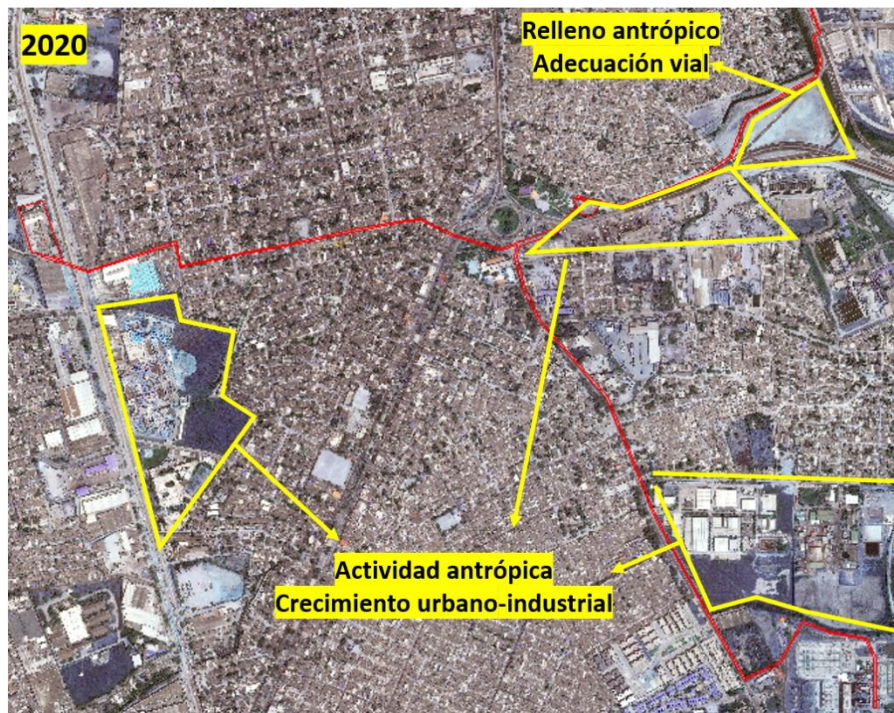 2020
Relleno antrópico
Adecuación vial
Actividad antrópica
Crecimiento urbano-industrial